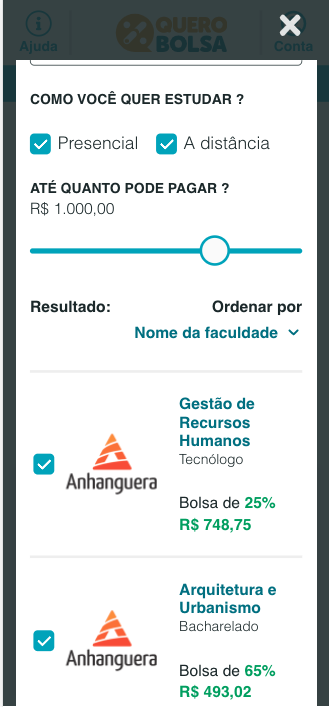 QUERO
BOLSA
Ajuda
Conta
COMO VOCÊ QUER ESTUDAR ?
Presencial
A distância
ATÉ QUANTO PODE PAGAR ?
R$ 1.000,00
Resultado:
Ordenar por
Nome da faculdade
Gestão de
Recursos
Humanos
Tecnólogo
Anhanguera
Bolsa de 25%
R$ 748,75
Arquitetura e
Urbanismo
Bacharelado
Anhanguera
Bolsa de 65%
R$ 493,02